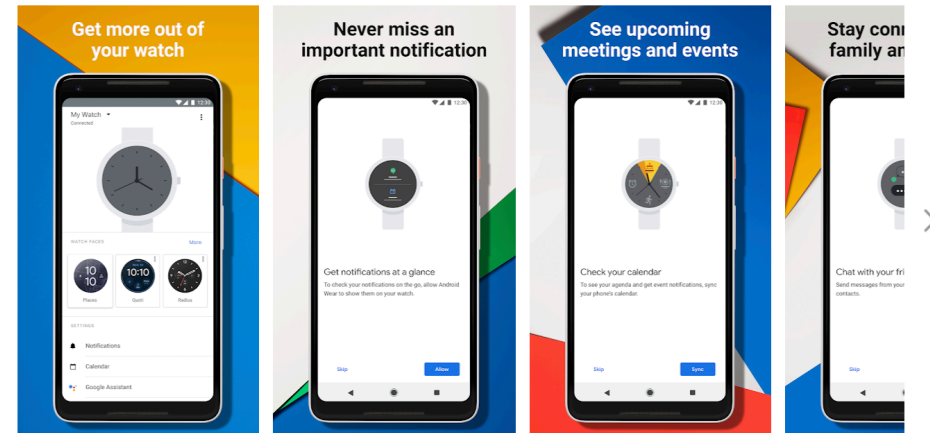 Get more out of
your watch
12:30
My Watch
Connected
WATCH FACES
More
10
10
10:10
Places
Radius
SETTINGS
Notifications
Calendar
Google Assistant
Never miss an
important notification
12:30
Get notifications at a glance
To check your notifications on the go, allow Android
Wear to show them on your watch.
Skip
Allow
See upcoming
meetings and events
12:30
Check your calendar
To see your agenda and get event notifications, sync
your phone's calendar.
Skip
Sync
Stay conn
family an
Chat with your fri
Send messages from your
contacts.
Skip